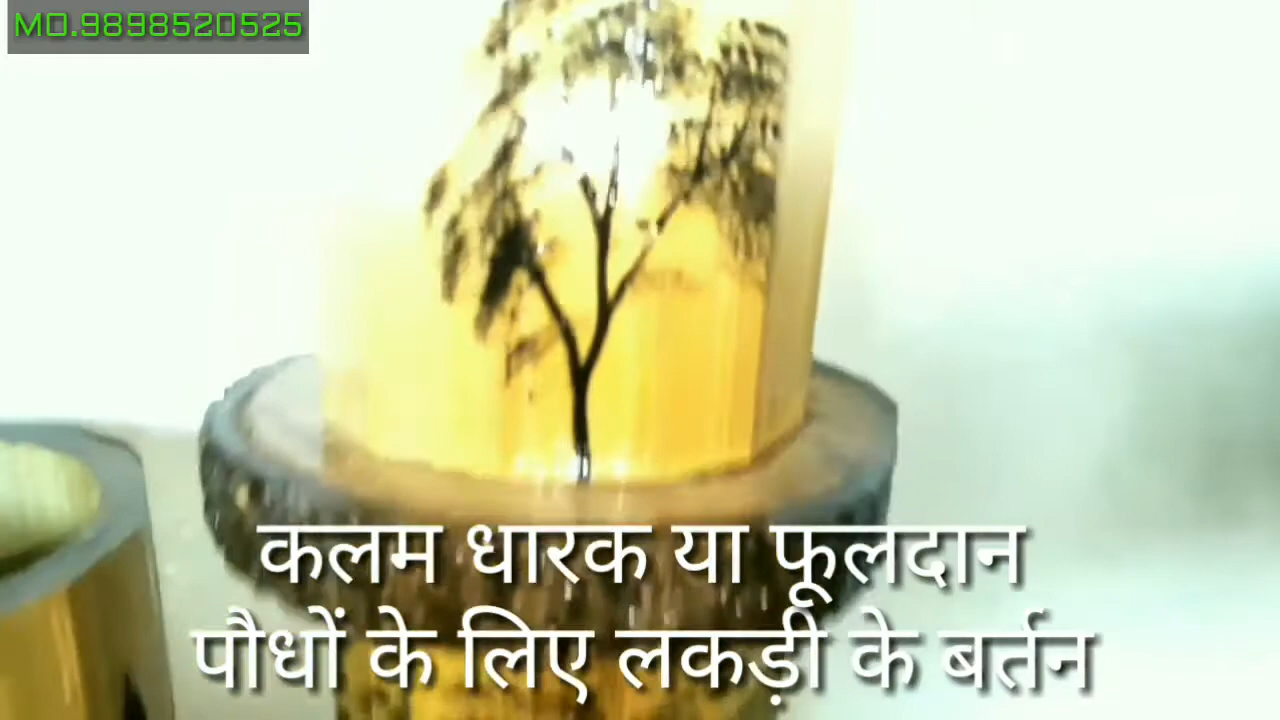 MO.9898520525
कलम धारक या फूलदान
पौधों के लिए लकड़ी के बर्तन